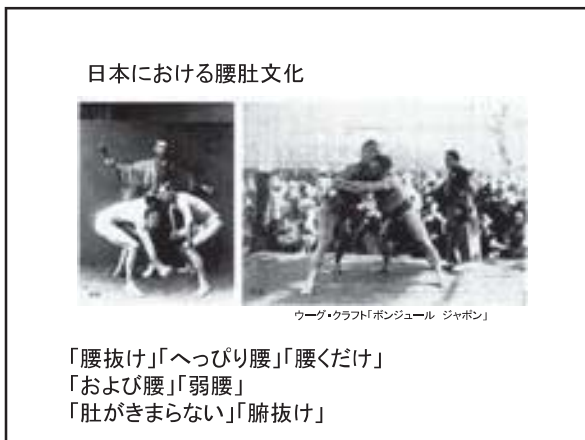 日本における腰肚文化
ウーグ・クラフト「ボンジュール　ジャポン」
「腰抜け」「へっぴり腰」「腰くだけ」
「および腰」「弱腰」
「肚がきまらない」「腑抜け」